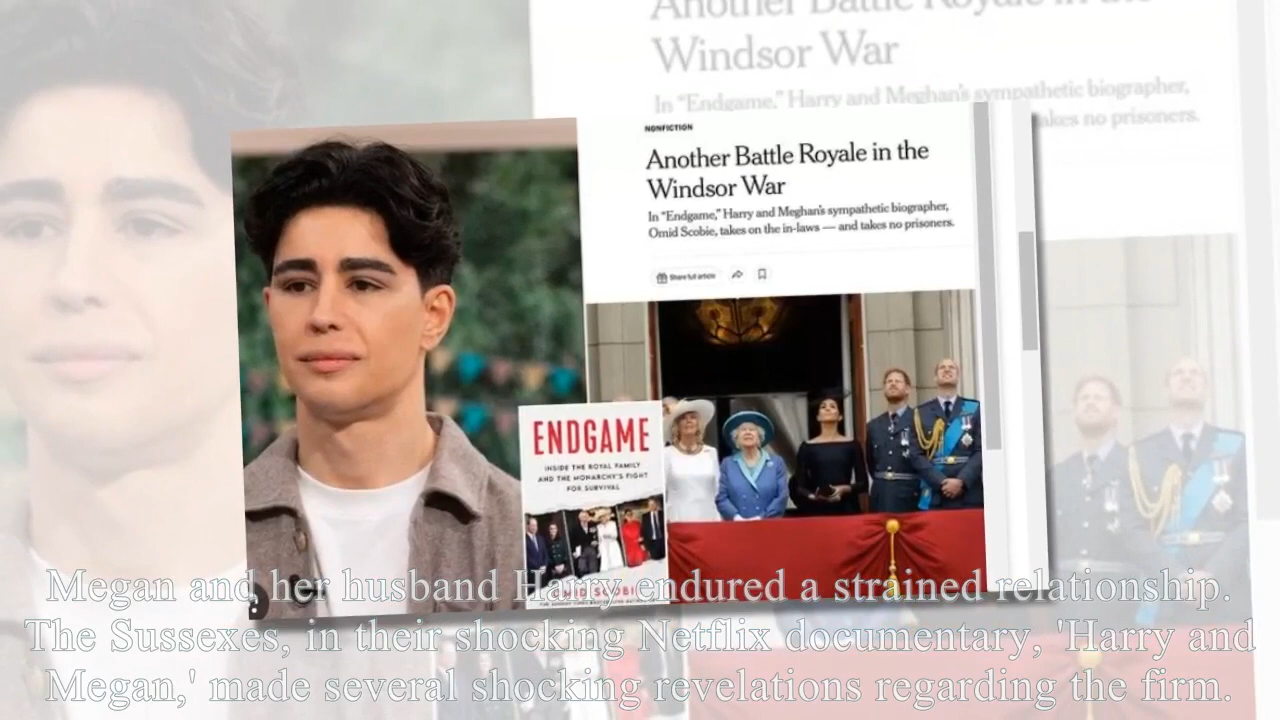 Another Battle Royale in the
Windsor War
In “Endgame,” Harry and Meghan's sympathetic biographer,
akes no prisoners.
NONFICTION
Another Battle Royale in the
Windsor War
In “Endgame,” Harry and Meghan's sympathetic biographer,
Omid Scobie, takes on the in-laws — and takes no prisoners.
Share full article
ENDGAME
INSIDE THE ROYAL FAMILY
AND THE MONARCHY'S FIGHT
FOR SURVIVAL
Megan and her husband Harry endured a strained relationship.
The Sussexes, in their shocking Netflix documentary, 'Harry and
Megan,' made several shocking revelations regarding the firm.